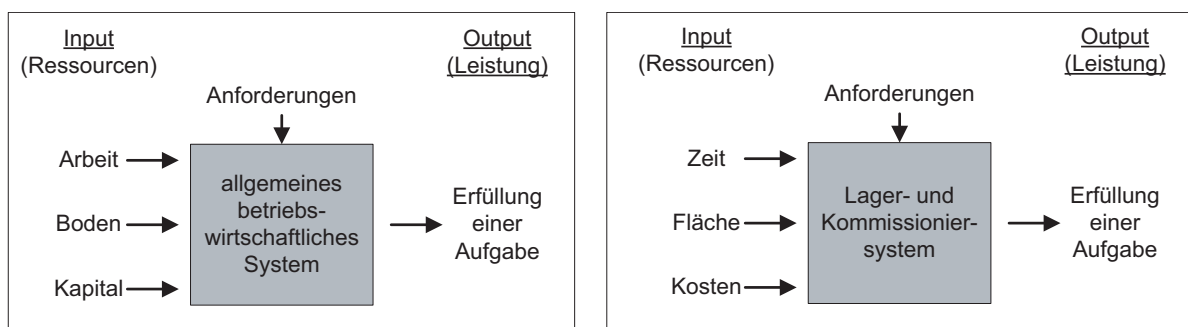 Input
(Ressourcen)
Output
(Leistung)
Anforderungen
Arbeit
Boden
Kapital
allgemeines
betriebs-
wirtschaftliches
System
Erfüllung
einer
Aufgabe
Input
(Ressourcen)
Output
(Leistung)
Anforderungen
Zeit
Fläche
Kosten
Lager- und
Kommissionier-
system
Erfüllung
einer
Aufgabe